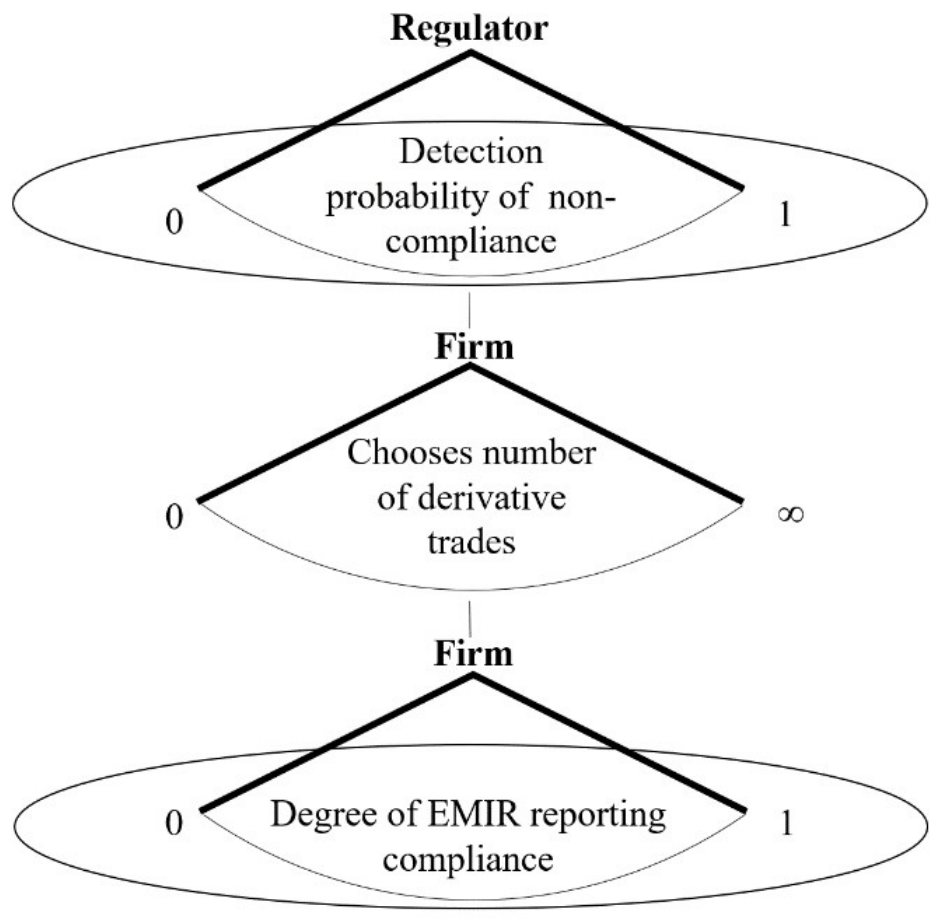 Regulator
Detection
probability of non-
compliance
0
1
Firm
Chooses number
of derivative
trades
0
∞
Firm
Degree of EMIR reporting
compliance
0
1